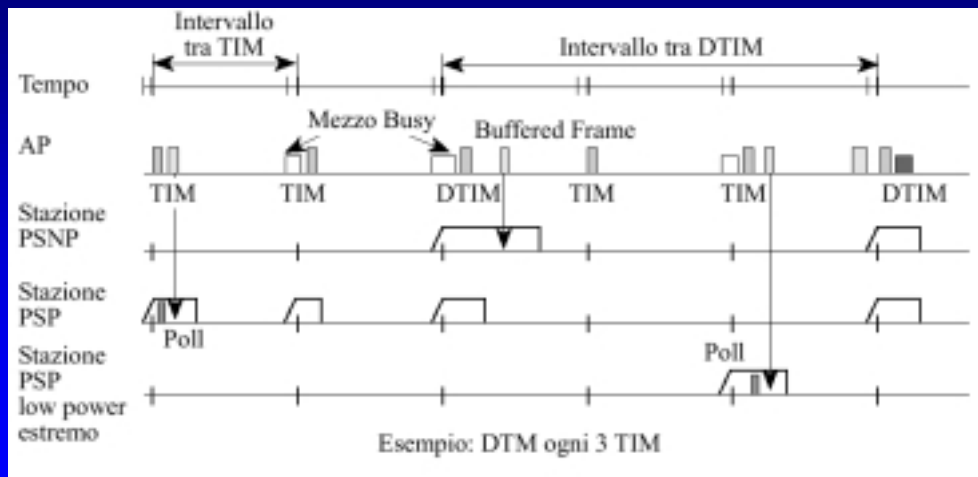 Intervallo
tra TIM
Intervallo tra DTIM
Tempo
Mezzo Busy
Buffered Frame
AP
TIM
TIM
DTIM
TIM
TIM
DTIM
Stazione
PSNP
Stazione
PSP
Poll
Stazione
PSP
low power
estremo
Poll
Esempio: DTM ogni 3 TIM